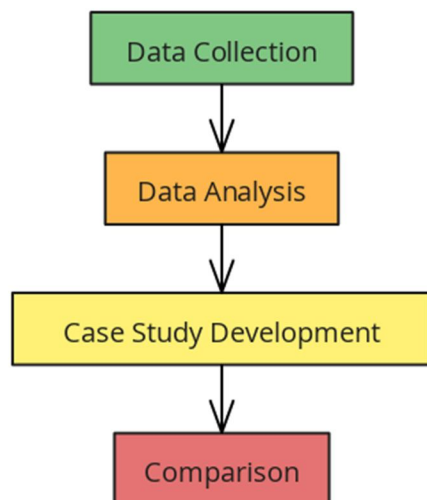 Data Collection
Data Analysis
Case Study Development
Comparison